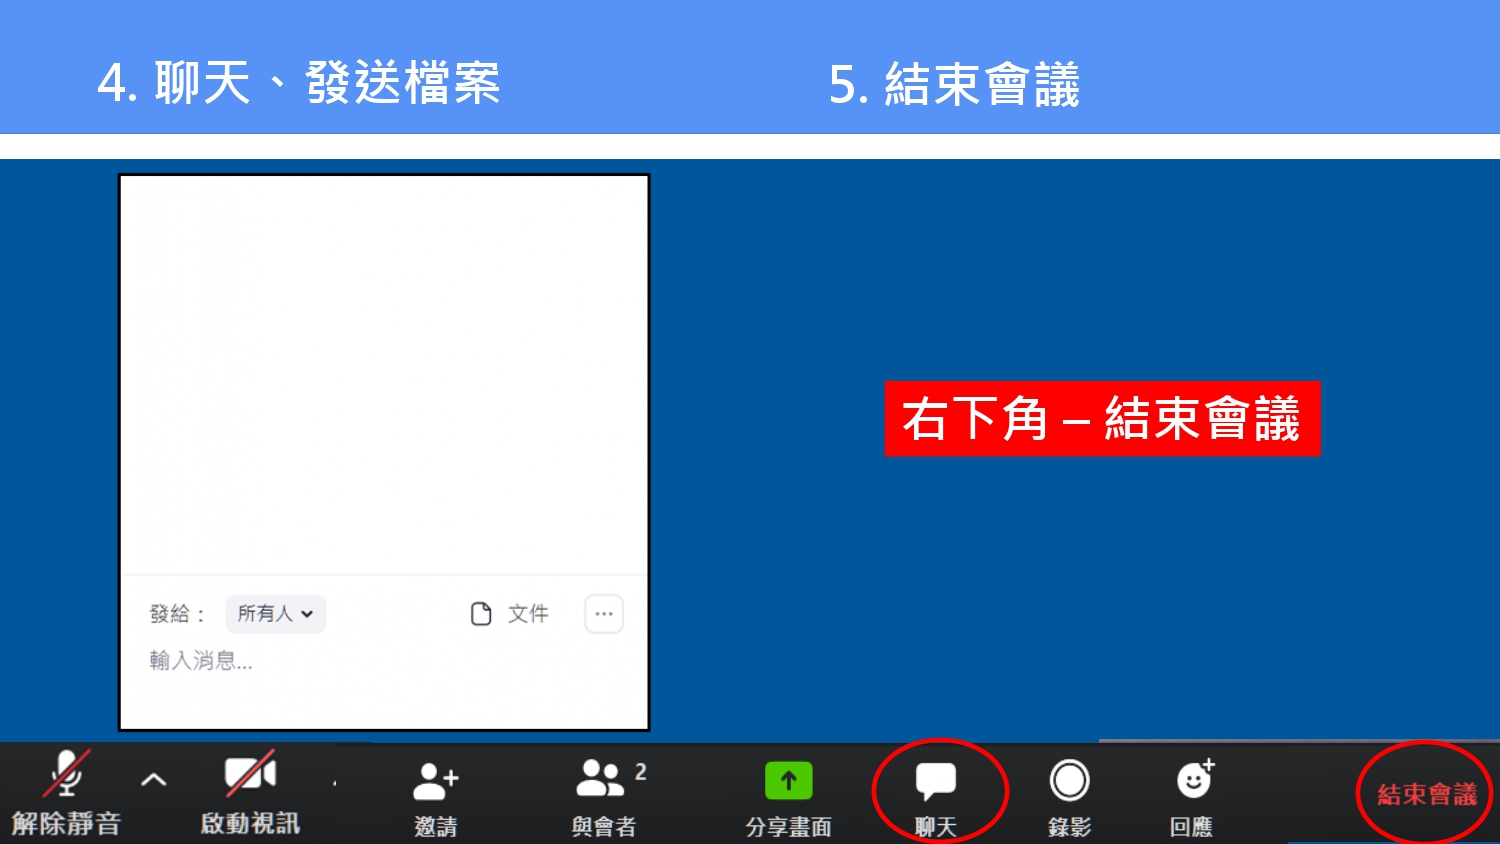 4. 聊天、發送檔案
5. 結束會議
右下角 – 結束會議
發給： 所有人 文件 ...
輸入消息...
2
解除靜音 啟動視訊 邀請 與會者 分享畫面 聊天 錄影 回應 結束會議